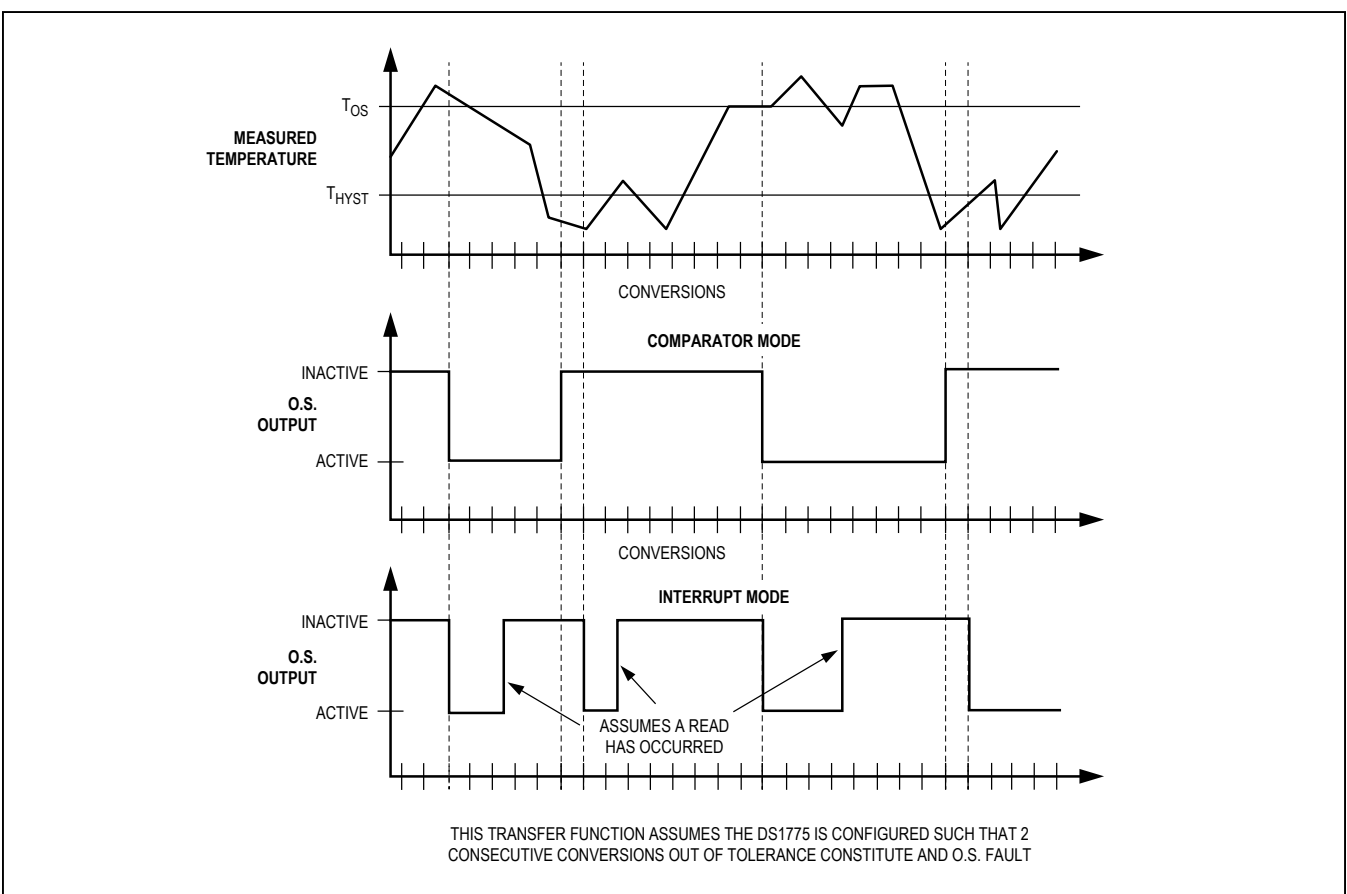 T_OS
MEASURED
TEMPERATURE
T_HYST
CONVERSIONS
COMPARATOR MODE
INACTIVE
O.S.
OUTPUT
ACTIVE
CONVERSIONS
INTERRUPT MODE
INACTIVE
O.S.
OUTPUT
ACTIVE
ASSUMES A READ
HAS OCCURRED
THIS TRANSFER FUNCTION ASSUMES THE DS1775 IS CONFIGURED SUCH THAT 2
CONSECUTIVE CONVERSIONS OUT OF TOLERANCE CONSTITUTE AND O.S. FAULT